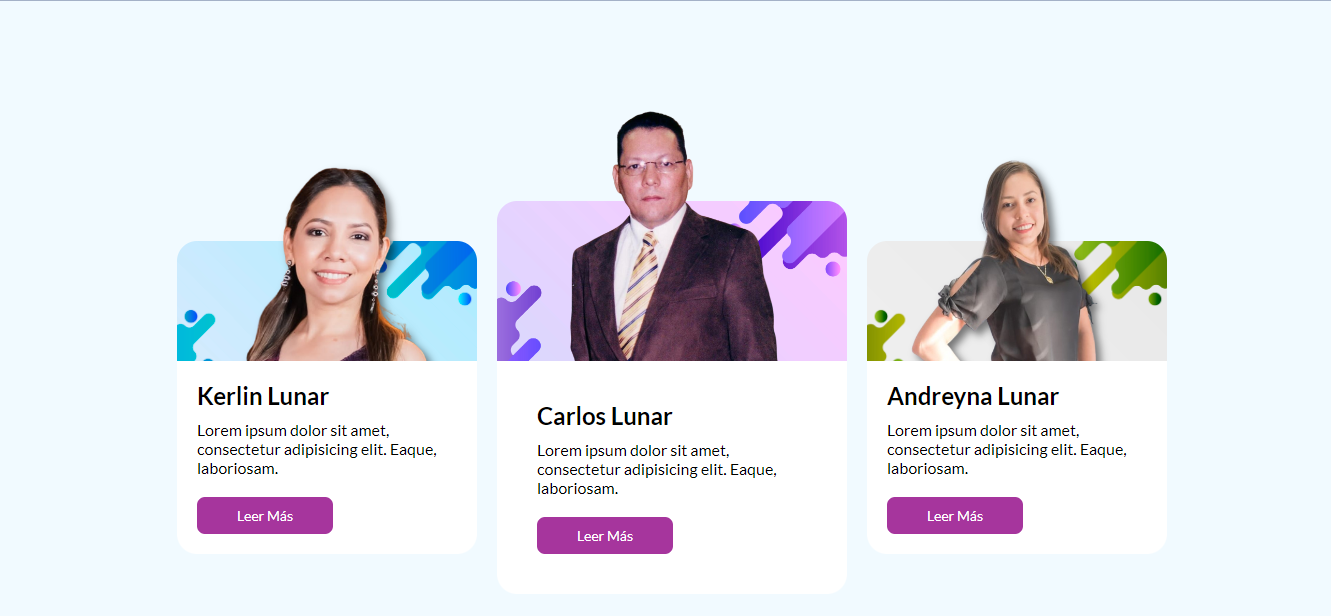 Kerlin Lunar
Lorem ipsum dolor sit amet,
consectetur adipisicing elit. Eaque,
laboriosam.
Leer Más
Carlos Lunar
Lorem ipsum dolor sit amet,
consectetur adipisicing elit. Eaque,
laboriosam.
Leer Más
Andreyna Lunar
Lorem ipsum dolor sit amet,
consectetur adipisicing elit. Eaque,
laboriosam.
Leer Más